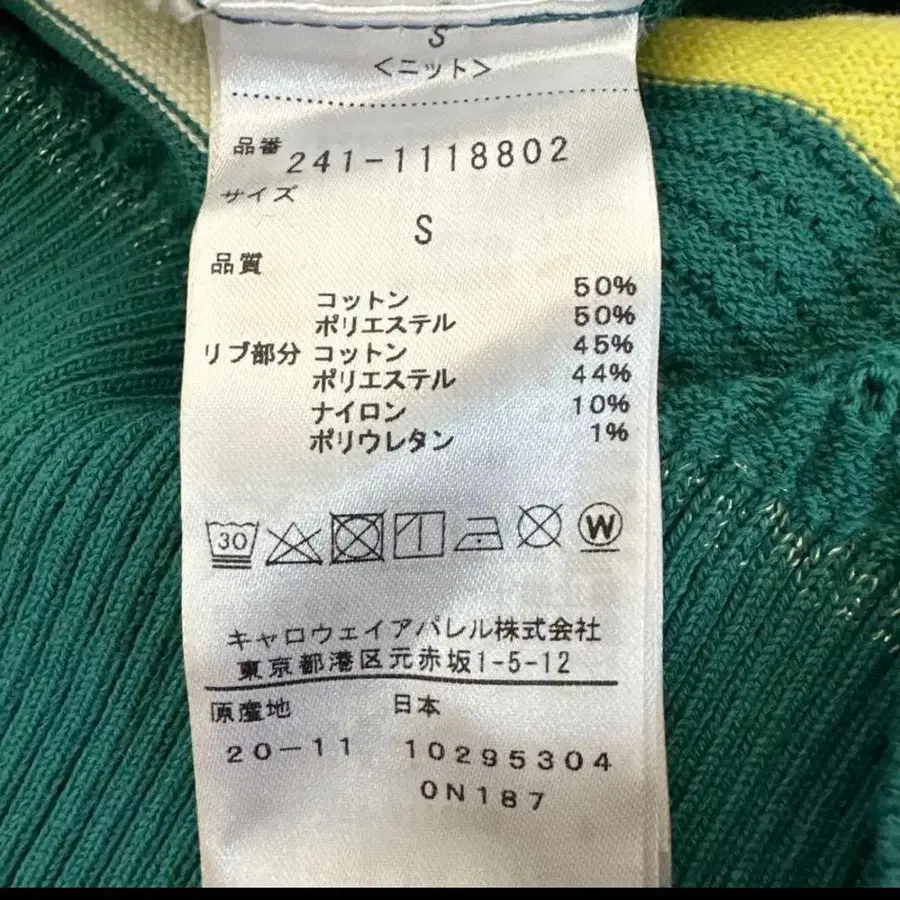 S
<ニット>
品番 241-1118802
サイズ
S
品質
コットン 50%
ポリエステル 50%
リブ部分 コットン 45%
ポリエステル 44%
ナイロン 10%
ポリウレタン 1%
30 W
キャロウェイアパレル株式会社
東京都港区元赤坂1-5-12
原産地 日本
20-11 10295304
0N187